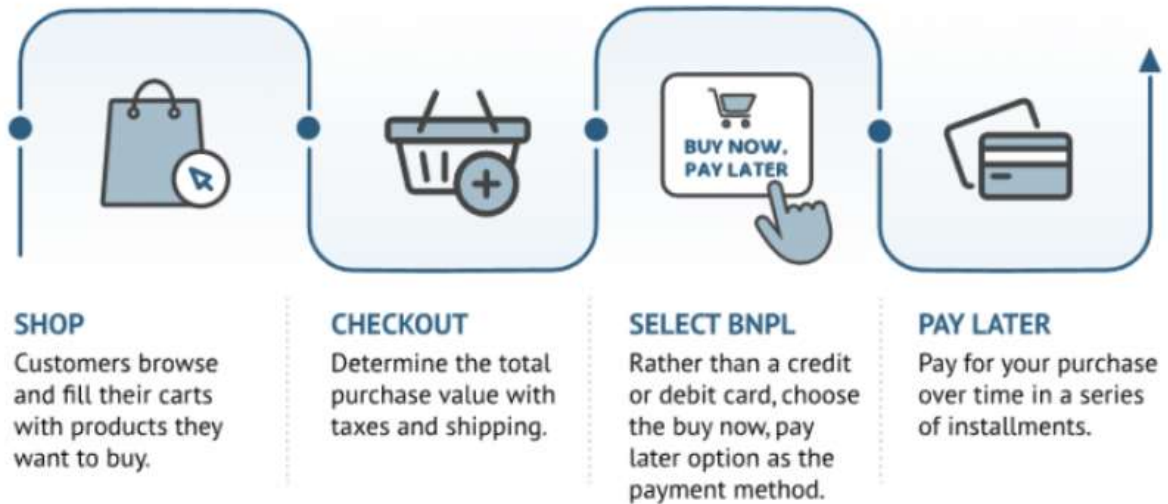 BUY NOW,
PAY LATER
SHOP
Customers browse
and fill their carts
with products they
want to buy.
CHECKOUT
Determine the total
purchase value with
taxes and shipping.
SELECT BNPL
Rather than a credit
or debit card, choose
the buy now, pay
later option as the
payment method.
PAY LATER
Pay for your purchase
over time in a series
of installments.